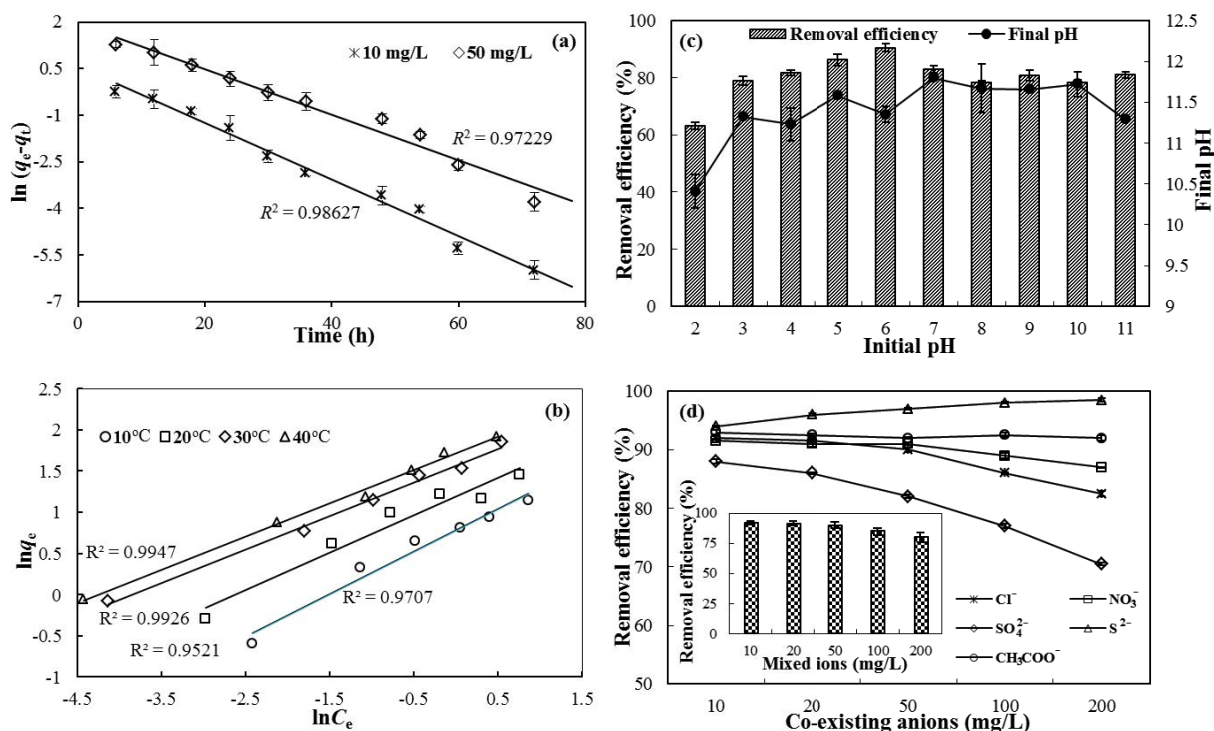 (a)
10 mg/L 50 mg/L
2
0.5
-1
-2.5
-4
-5.5
-7
ln (qe-qt)
R² = 0.97229
R² = 0.98627
0 20 40 60 80
Time (h)
(c)
Removal efficiency Final pH
100
80
60
40
20
0
Removal efficiency (%)
12.5
12
11.5
11
10.5
10
9.5
9
Final pH
2 3 4 5 6 7 8 9 10 11
Initial pH
(b)
10°C 20°C 30°C 40°C
2.5
2
1.5
1
0.5
0
-0.5
-1
lnqe
R² = 0.9947
R² = 0.9926
R² = 0.9521
R² = 0.9707
-4.5 -3.5 -2.5 -1.5 -0.5 0.5 1.5
lnCe
(d)
100
90
80
70
60
50
Removal efficiency (%)
100
75
50
25
0
Removal efficiency (%)
10 20 50 100 200
Mixed ions (mg/L)
Cl⁻ NO₃⁻
SO₄²⁻ S²⁻
CH₃COO⁻
10 20 50 100 200
Co-existing anions (mg/L)